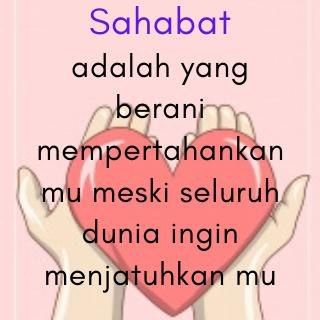 Sahabat
adalah yang
berani
mempertahankan
mu meski seluruh
dunia ingin
menjatuhkan mu